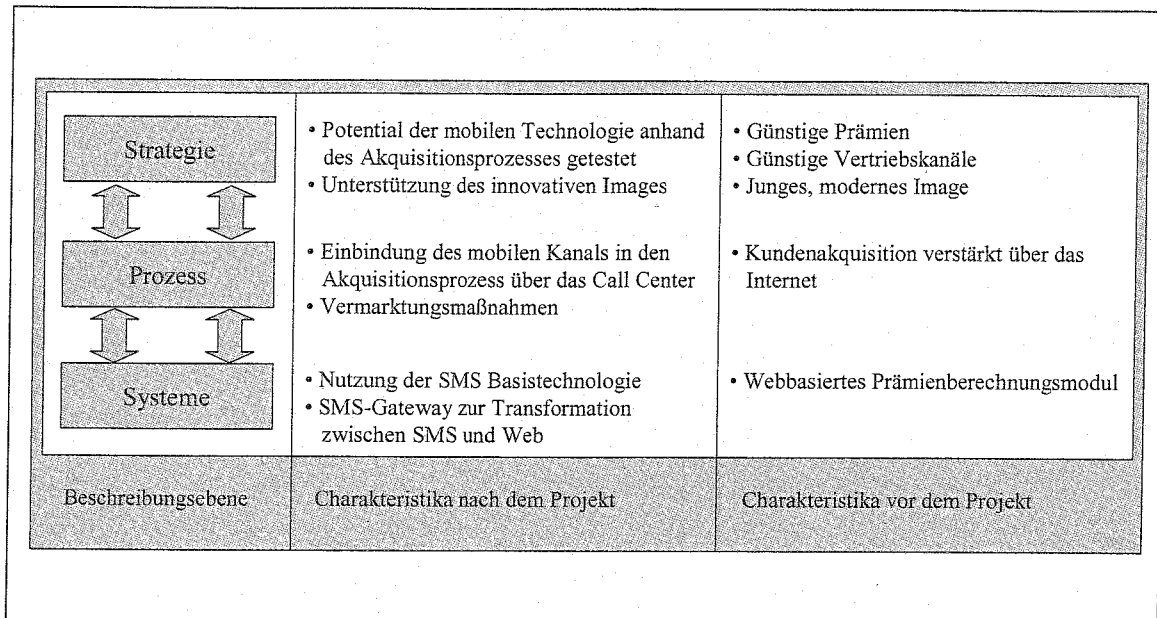 Strategie
• Potential der mobilen Technologie anhand
des Akquisitionsprozesses getestet
• Unterstützung des innovativen Images
• Günstige Prämien
• Günstige Vertriebskanäle
• Junges, modernes Image
Prozess
• Einbindung des mobilen Kanals in den
Akquisitionsprozess über das Call Center
• Vermarktungsmaßnahmen
• Kundenakquisition verstärkt über das
Internet
Systeme
• Nutzung der SMS Basistechnologie
• SMS-Gateway zur Transformation
zwischen SMS und Web
• Webbasiertes Prämienberechnungsmodul
Beschreibungsebene
Charakteristika nach dem Projekt
Charakteristika vor dem Projekt